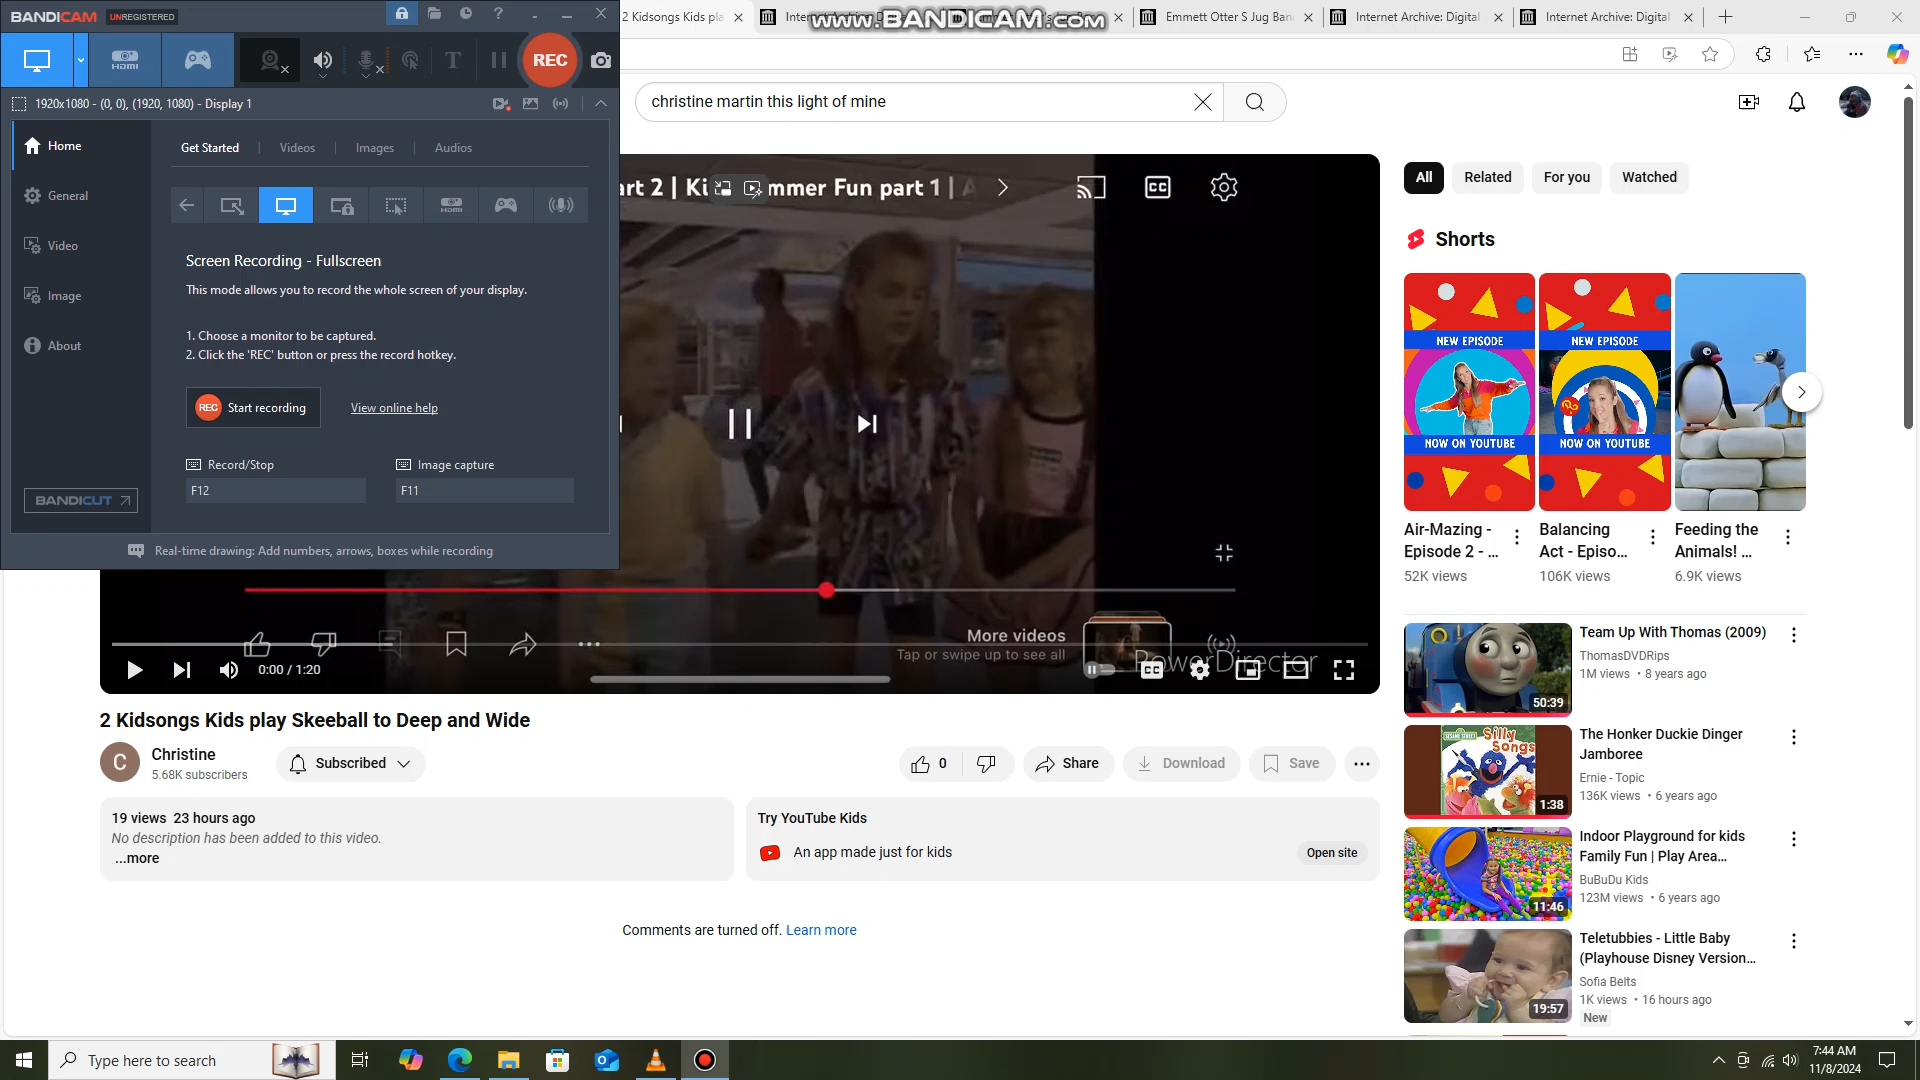 BANDICAM UNREGISTERED
2 Kidsongs Kids pla
www.BANDICAM.com
Emmett Otter S Jug Ban
Internet Archive: Digital
Internet Archive: Digital
HDMI
REC
1920x1080 - (0, 0), (1920, 1080) - Display 1
christine martin this light of mine
Home
General
Video
Image
About
BANDICUT
Get Started
Videos
Images
Audios
HDMI
Screen Recording - Fullscreen
This mode allows you to record the whole screen of your display.
1. Choose a monitor to be captured.
2. Click the 'REC' button or press the record hotkey.
REC Start recording
View online help
Record/Stop
Image capture
F12
F11
Real-time drawing: Add numbers, arrows, boxes while recording
art 2 | Ki mmer Fun part 1 | A
CC
More videos
Tap or swipe up to see all
PowerDirector
0:00 / 1:20
CC
2 Kidsongs Kids play Skeeball to Deep and Wide
C
Christine
5.68K subscribers
Subscribed
0
Share
Download
Save
19 views 23 hours ago
No description has been added to this video.
...more
Try YouTube Kids
An app made just for kids
Open site
Comments are turned off. Learn more
All
Related
For you
Watched
Shorts
NEW EPISODE
NOW ON YOUTUBE
NEW EPISODE
NOW ON YOUTUBE
Air-Mazing -
Episode 2 - ...
52K views
Balancing
Act - Episo...
106K views
Feeding the
Animals! ...
6.9K views
50:39
Team Up With Thomas (2009)
ThomasDVDRips
1M views • 8 years ago
SESAME STREET
Silly
Songs
1:38
The Honker Duckie Dinger
Jamboree
Ernie - Topic
136K views • 6 years ago
11:46
Indoor Playground for kids
Family Fun | Play Area...
BuBuDu Kids
123M views • 6 years ago
19:57
Teletubbies - Little Baby
(Playhouse Disney Version...
Sofia Belts
1K views • 16 hours ago
New
Type here to search
7:44 AM
11/8/2024